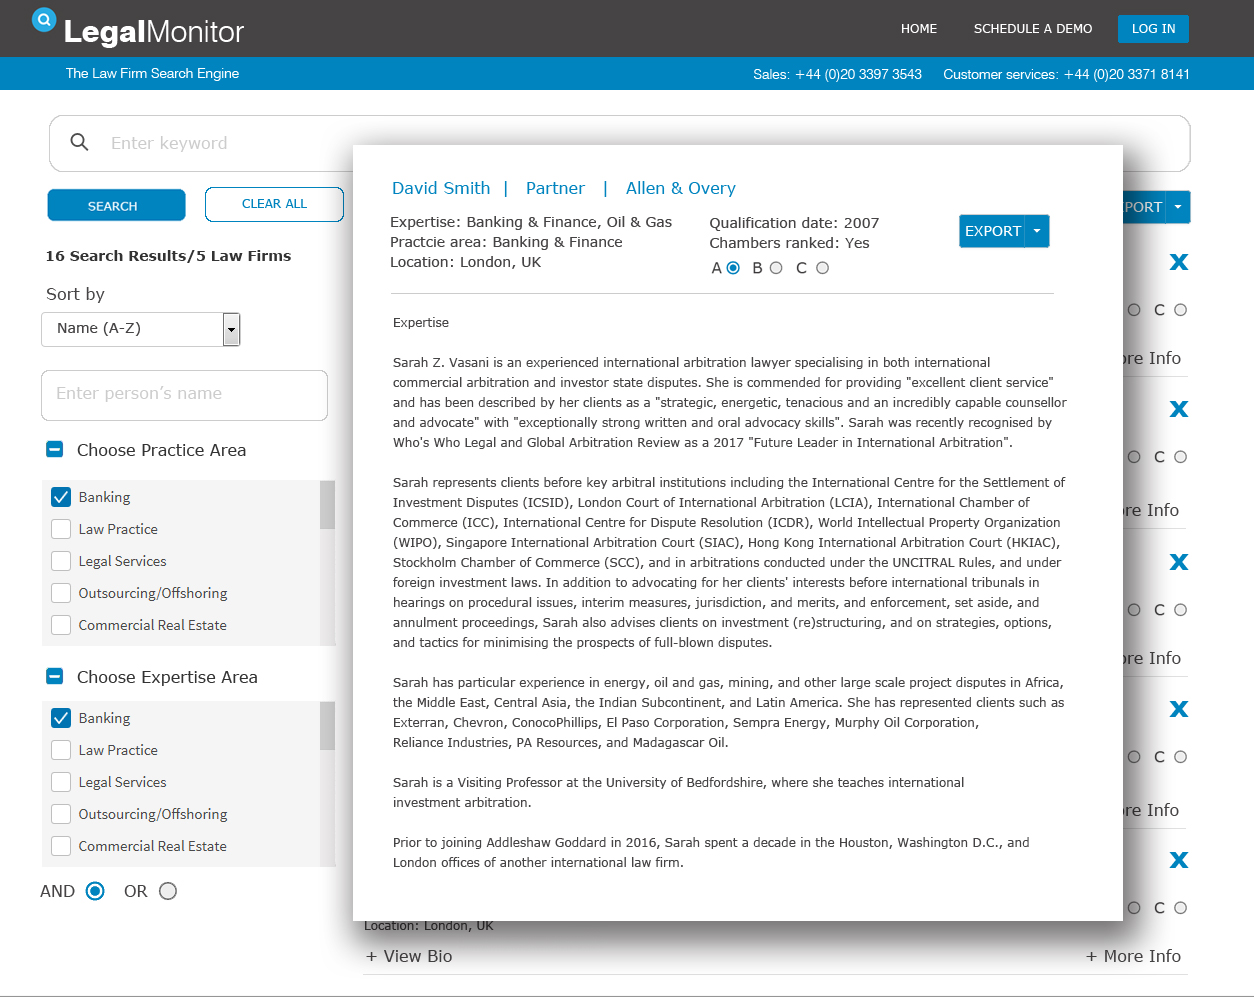 LegalMonitor
HOME
SCHEDULE A DEMO
LOG IN
The Law Firm Search Engine
Sales: +44 (0)20 3397 3543
Customer services: +44 (0)20 3371 8141
Enter keyword
SEARCH
CLEAR ALL
16 Search Results/5 Law Firms
Sort by
Name (A-Z)
Enter person's name
Choose Practice Area
Banking
Law Practice
Legal Services
Outsourcing/Offshoring
Commercial Real Estate
Choose Expertise Area
Banking
Law Practice
Legal Services
Outsourcing/Offshoring
Commercial Real Estate
AND OR
David Smith | Partner | Allen & Overy
Expertise: Banking & Finance, Oil & Gas
Practcie area: Banking & Finance
Location: London, UK
Qualification date: 2007
Chambers ranked: Yes
A B C
EXPORT
Expertise
Sarah Z. Vasani is an experienced international arbitration lawyer specialising in both international
commercial arbitration and investor state disputes. She is commended for providing "excellent client service"
and has been described by her clients as a "strategic, energetic, tenacious and an incredibly capable counsellor
and advocate" with "exceptionally strong written and oral advocacy skills". Sarah was recently recognised by
Who's Who Legal and Global Arbitration Review as a 2017 "Future Leader in International Arbitration".
Sarah represents clients before key arbitral institutions including the International Centre for the Settlement of
Investment Disputes (ICSID), London Court of International Arbitration (LCIA), International Chamber of
Commerce (ICC), International Centre for Dispute Resolution (ICDR), World Intellectual Property Organization
(WIPO), Singapore International Arbitration Court (SIAC), Hong Kong International Arbitration Court (HKIAC),
Stockholm Chamber of Commerce (SCC), and in arbitrations conducted under the UNCITRAL Rules, and under
foreign investment laws. In addition to advocating for her clients' interests before international tribunals in
hearings on procedural issues, interim measures, jurisdiction, and merits, and enforcement, set aside, and
annulment proceedings, Sarah also advises clients on investment (re)structuring, and on strategies, options,
and tactics for minimising the prospects of full-blown disputes.
Sarah has particular experience in energy, oil and gas, mining, and other large scale project disputes in Africa,
the Middle East, Central Asia, the Indian Subcontinent, and Latin America. She has represented clients such as
Exterran, Chevron, ConocoPhillips, El Paso Corporation, Sempra Energy, Murphy Oil Corporation,
Reliance Industries, PA Resources, and Madagascar Oil.
Sarah is a Visiting Professor at the University of Bedfordshire, where she teaches international
investment arbitration.
Prior to joining Addleshaw Goddard in 2016, Sarah spent a decade in the Houston, Washington D.C., and
London offices of another international law firm.
PORT
X
C
re Info
X
C
re Info
X
C
re Info
X
C
re Info
X
C
Location: London, UK
+ View Bio
+ More Info